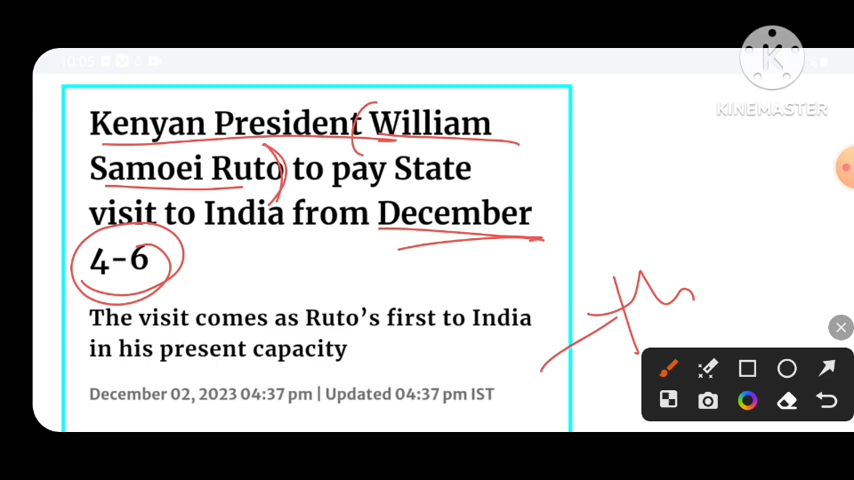 10:05
KINEMASTER
Kenyan President William
Samoei Ruto to pay State
visit to India from December
4-6
The visit comes as Ruto's first to India
in his present capacity
December 02, 2023 04:37 pm | Updated 04:37 pm IST